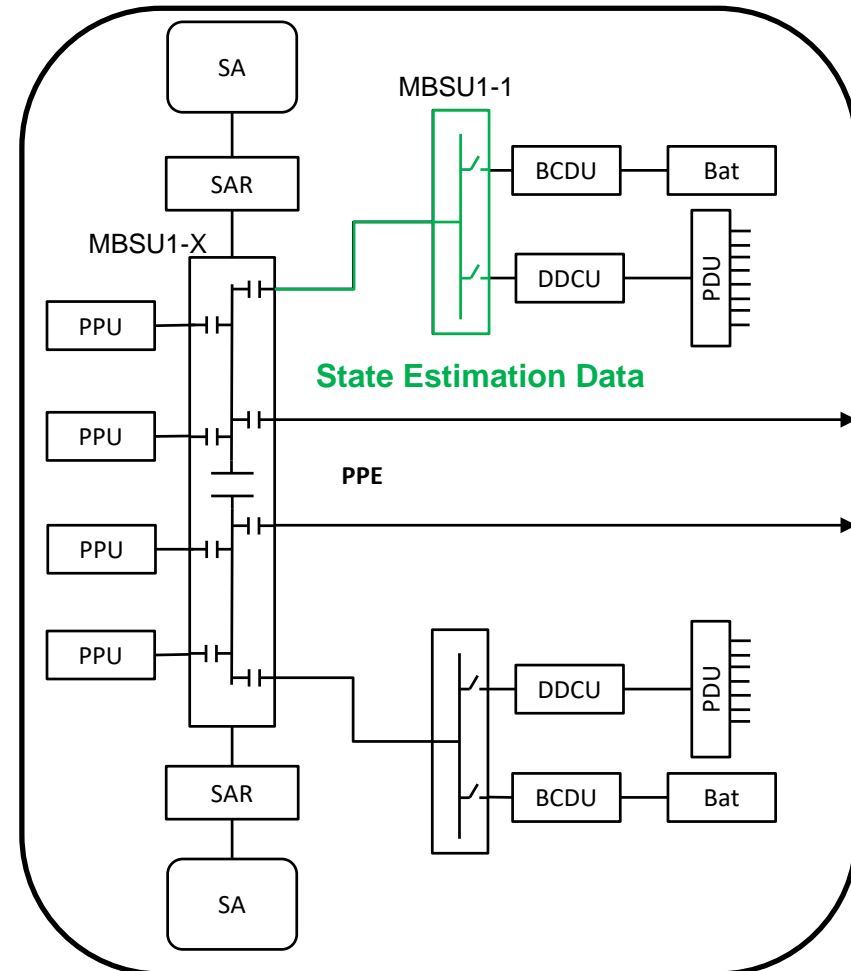 SA
MBSU1-1
SAR
BCDU
Bat
MBSU1-X
DDCU
PDU
PPU
State Estimation Data
PPU
PPE
PPU
PPU
DDCU
PDU
SAR
BCDU
Bat
SA